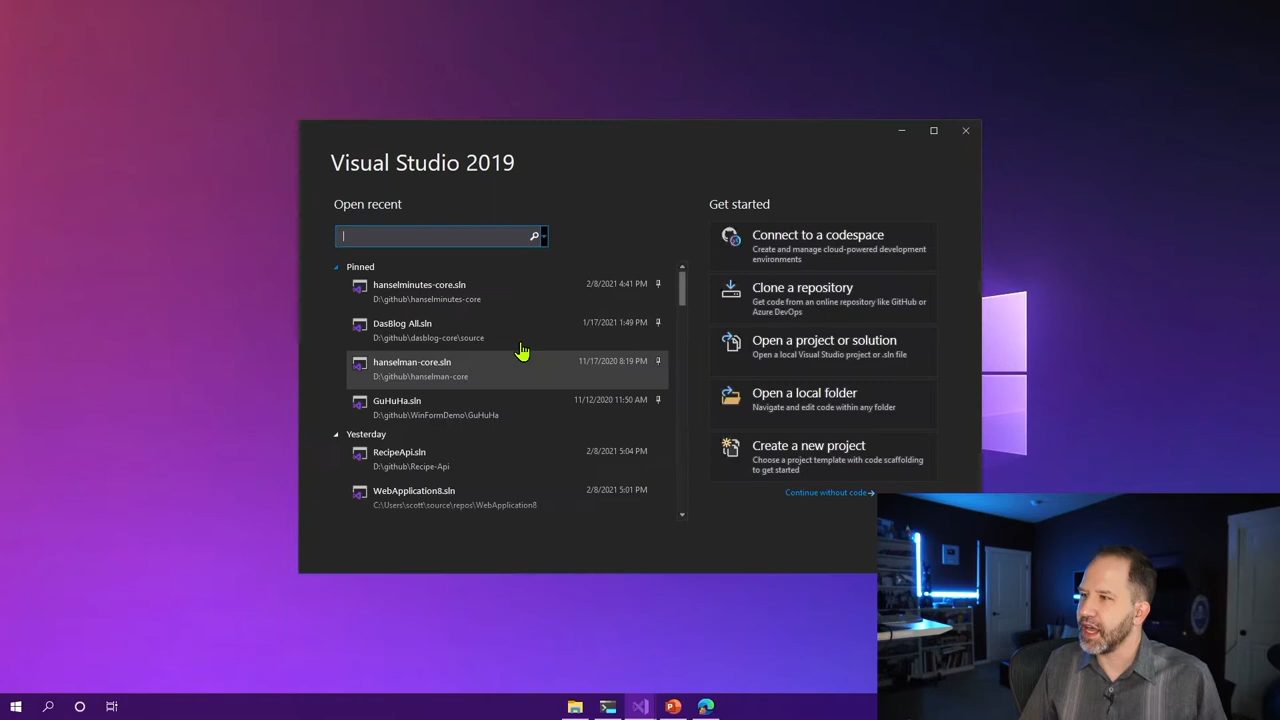 Visual Studio 2019
Open recent
Pinned
hanselminutes-core.sln
2/8/2021 4:41 PM
D:\github\hanselminutes-core
DasBlog All.sln
1/17/2021 1:49 PM
D:\github\dasblog-core\source
hanselman-core.sln
11/17/2020 8:19 PM
D:\github\hanselman-core
GuHuHa.sln
11/12/2020 11:50 AM
D:\github\WinFormDemo\GuHuHa
Yesterday
RecipeApi.sln
2/8/2021 5:04 PM
D:\github\Recipe-Api
WebApplication8.sln
2/8/2021 5:01 PM
C:\Users\scott\source\repos\WebApplication8
Get started
Connect to a codespace
Create and manage cloud-powered development
environments
Clone a repository
Get code from an online repository like GitHub or
Azure DevOps
Open a project or solution
Open a local Visual Studio project or .sln file
Open a local folder
Navigate and edit code within any folder
Create a new project
Choose a project template with code scaffolding
to get started
Continue without code